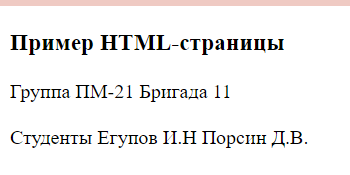 Пример HTML-страницы
Группа ПМ-21 Бригада 11
Студенты Егупов И.Н Порсин Д.В.